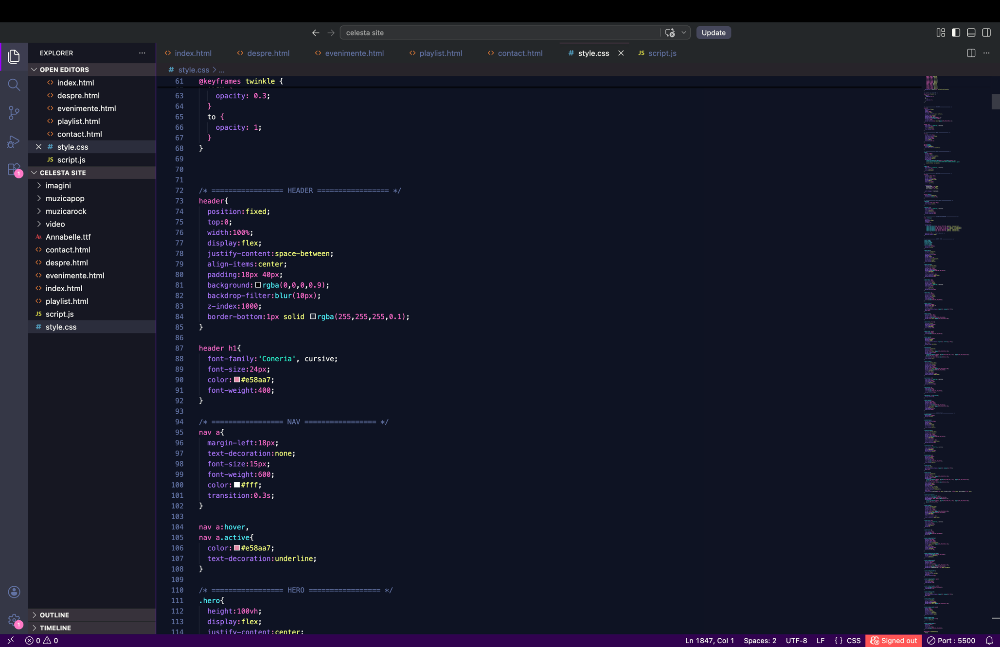 celesta site
Update
EXPLORER
index.html
despre.html
evenimente.html
playlist.html
contact.html
# style.css
JS script.js
OPEN EDITORS
index.html
despre.html
evenimente.html
playlist.html
contact.html
# style.css
JS script.js
CELESTA SITE
imagini
muzicapop
muzicarock
video
Annabelle.ttf
contact.html
despre.html
evenimente.html
index.html
playlist.html
JS script.js
# style.css
OUTLINE
TIMELINE
# style.css > ...
61 @keyframes twinkle {
63 opacity: 0.3;
64 }
65 to {
66 opacity: 1;
67 }
68 }
69
70
71
72 /* ================= HEADER ================= */
73 header{
74 position:fixed;
75 top:0;
76 width:100%;
77 display:flex;
78 justify-content:space-between;
79 align-items:center;
80 padding:18px 40px;
81 background:rgba(0,0,0,0.9);
82 backdrop-filter:blur(10px);
83 z-index:1000;
84 border-bottom:1px solid rgba(255,255,255,0.1);
85 }
86
87 header h1{
88 font-family:'Coneria', cursive;
89 font-size:24px;
90 color:#e58aa7;
91 font-weight:400;
92 }
93
94 /* ================= NAV ================= */
95 nav a{
96 margin-left:18px;
97 text-decoration:none;
98 font-size:15px;
99 font-weight:600;
100 color:#fff;
101 transition:0.3s;
102 }
103
104 nav a:hover,
105 nav a.active{
106 color:#e58aa7;
107 text-decoration:underline;
108 }
109
110 /* ================= HERO ================= */
111 .hero{
112 height:100vh;
113 display:flex;
114 justify-content:center;
1
1
0 0
Ln 1847, Col 1
Spaces: 2
UTF-8
LF
{ } CSS
Signed out
Port : 5500